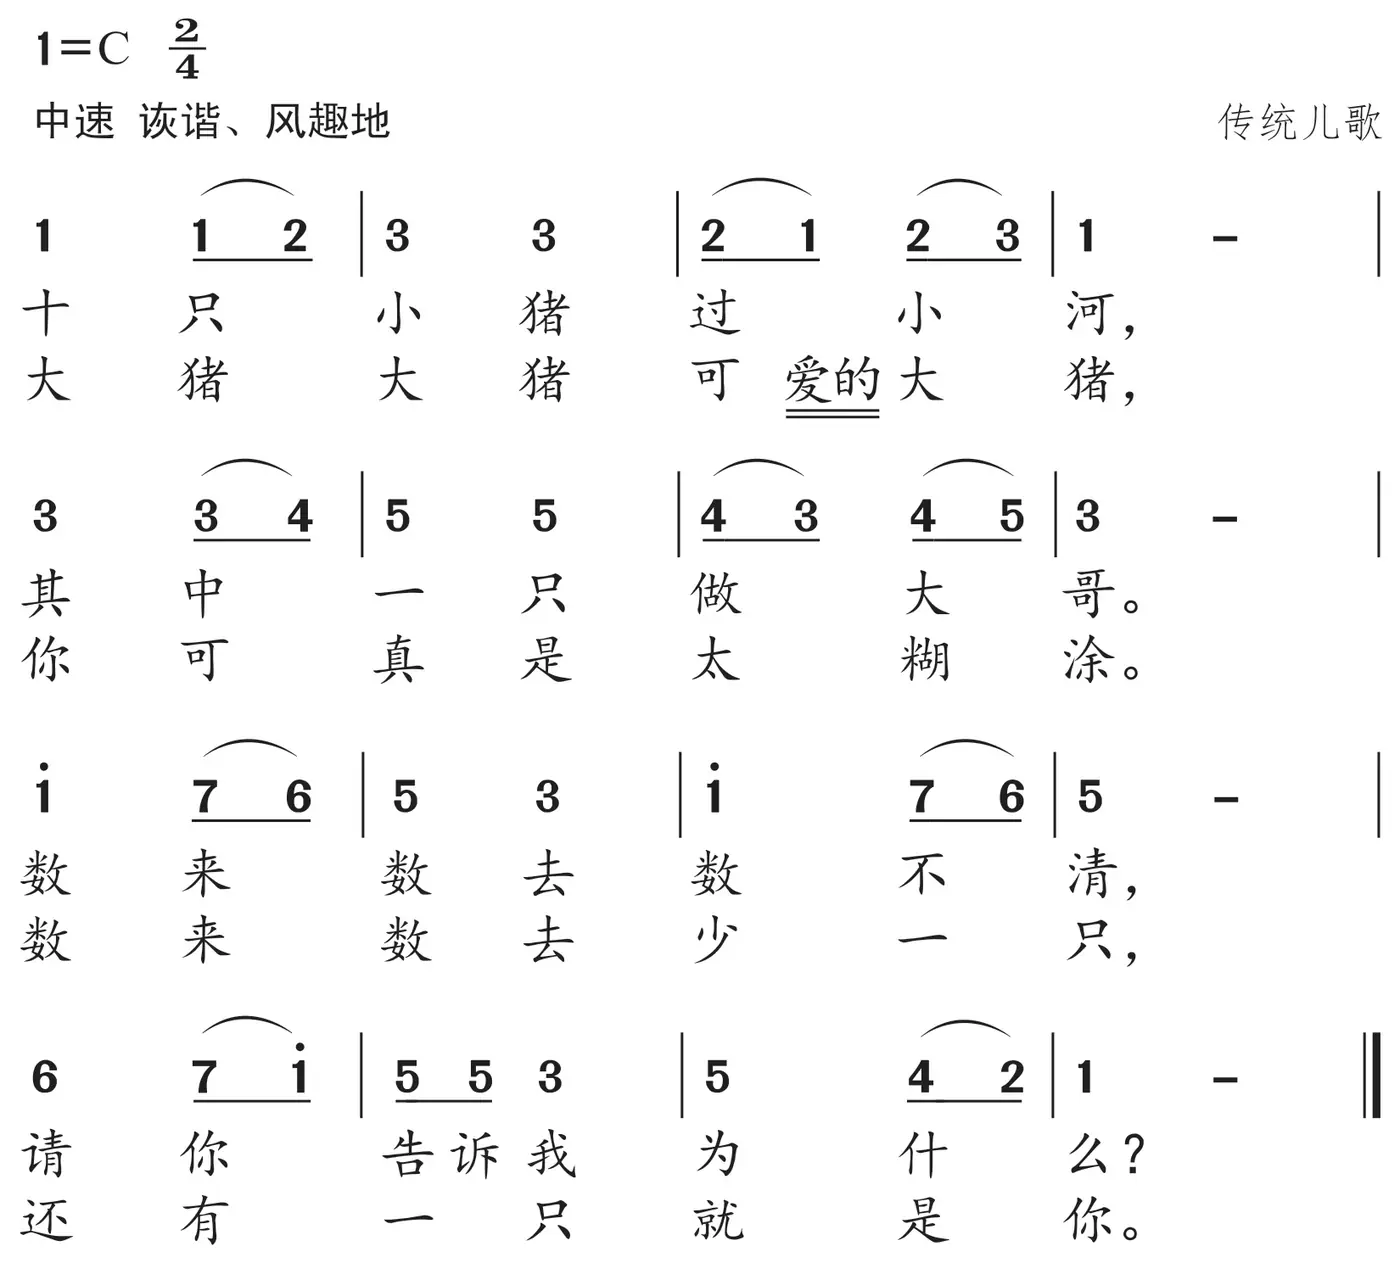 1=C 2/4
中速 诙谐、风趣地 传统儿歌
1 1 2 | 3 3 | 2 1 2 3 | 1 – |
十 只 小 猪 过 小 河，
大 猪 大 猪 可 爱的 大 猪，
3 3 4 | 5 5 | 4 3 4 5 | 3 – |
其 中 一 只 做 大 哥。
你 可 真 是 太 糊 涂。
1̇ 7 6 | 5 3 | 1̇ 7 6 | 5 – |
数 来 数 去 数 不 清，
数 来 数 去 少 一 只，
6 7 1̇ | 5 5 3 | 5 4 2 | 1 – ‖
请 你 告 诉 我 为 什 么？
还 有 一 只 就 是 你。